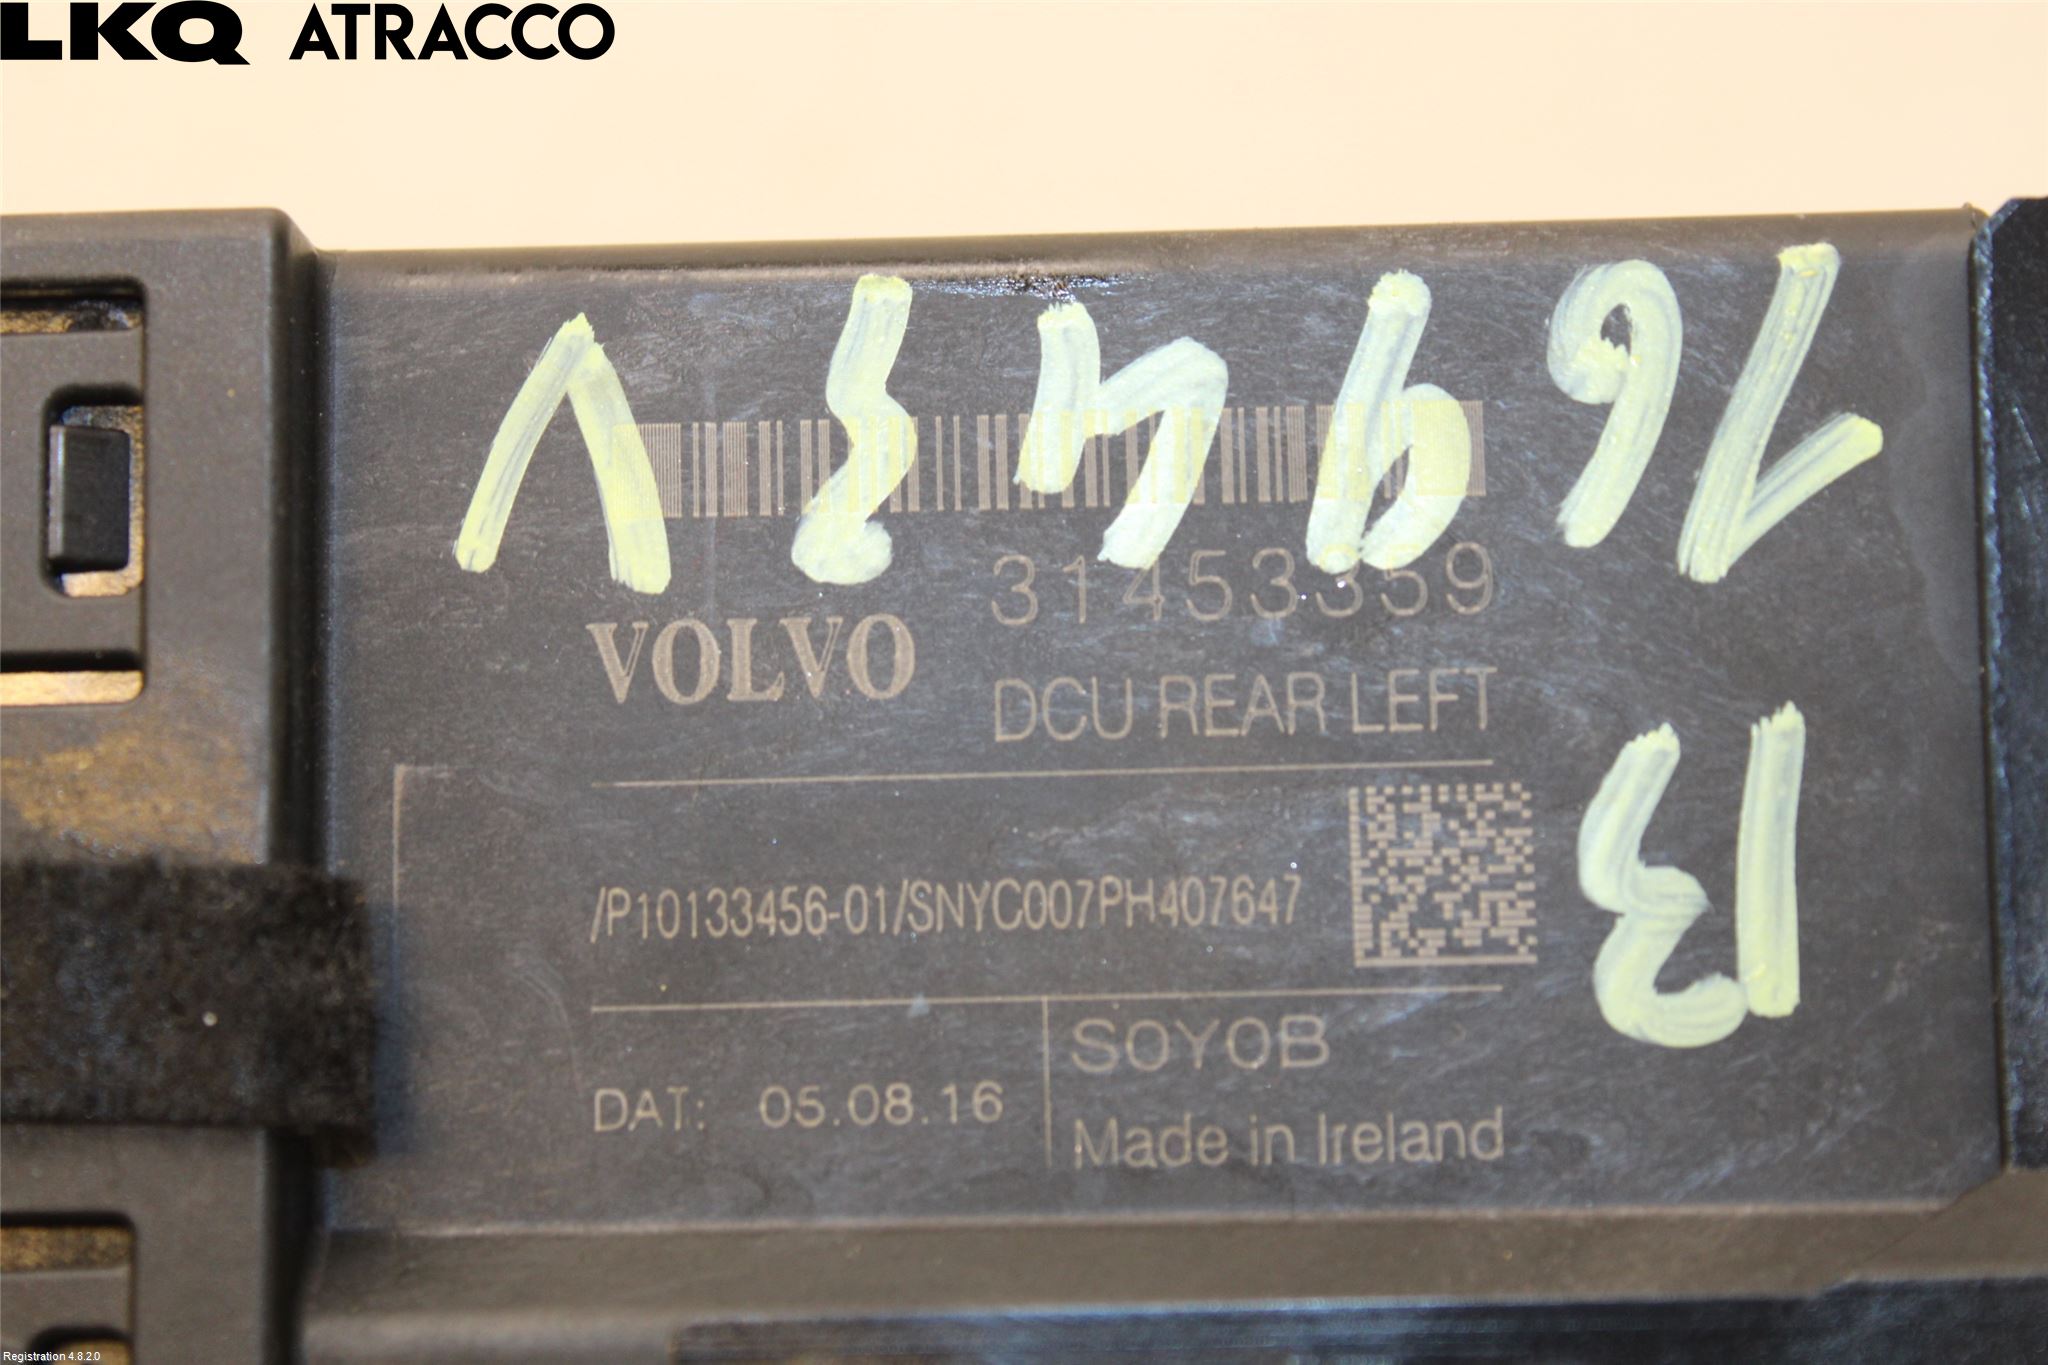 LKQ ATRACCO
31453359
VOLVO
DCU REAR LEFT
/P10133456-01/SNYC007PH407647
SOYOB
DAT: 05.08.16
Made in Ireland
Registration 4.8.2.0